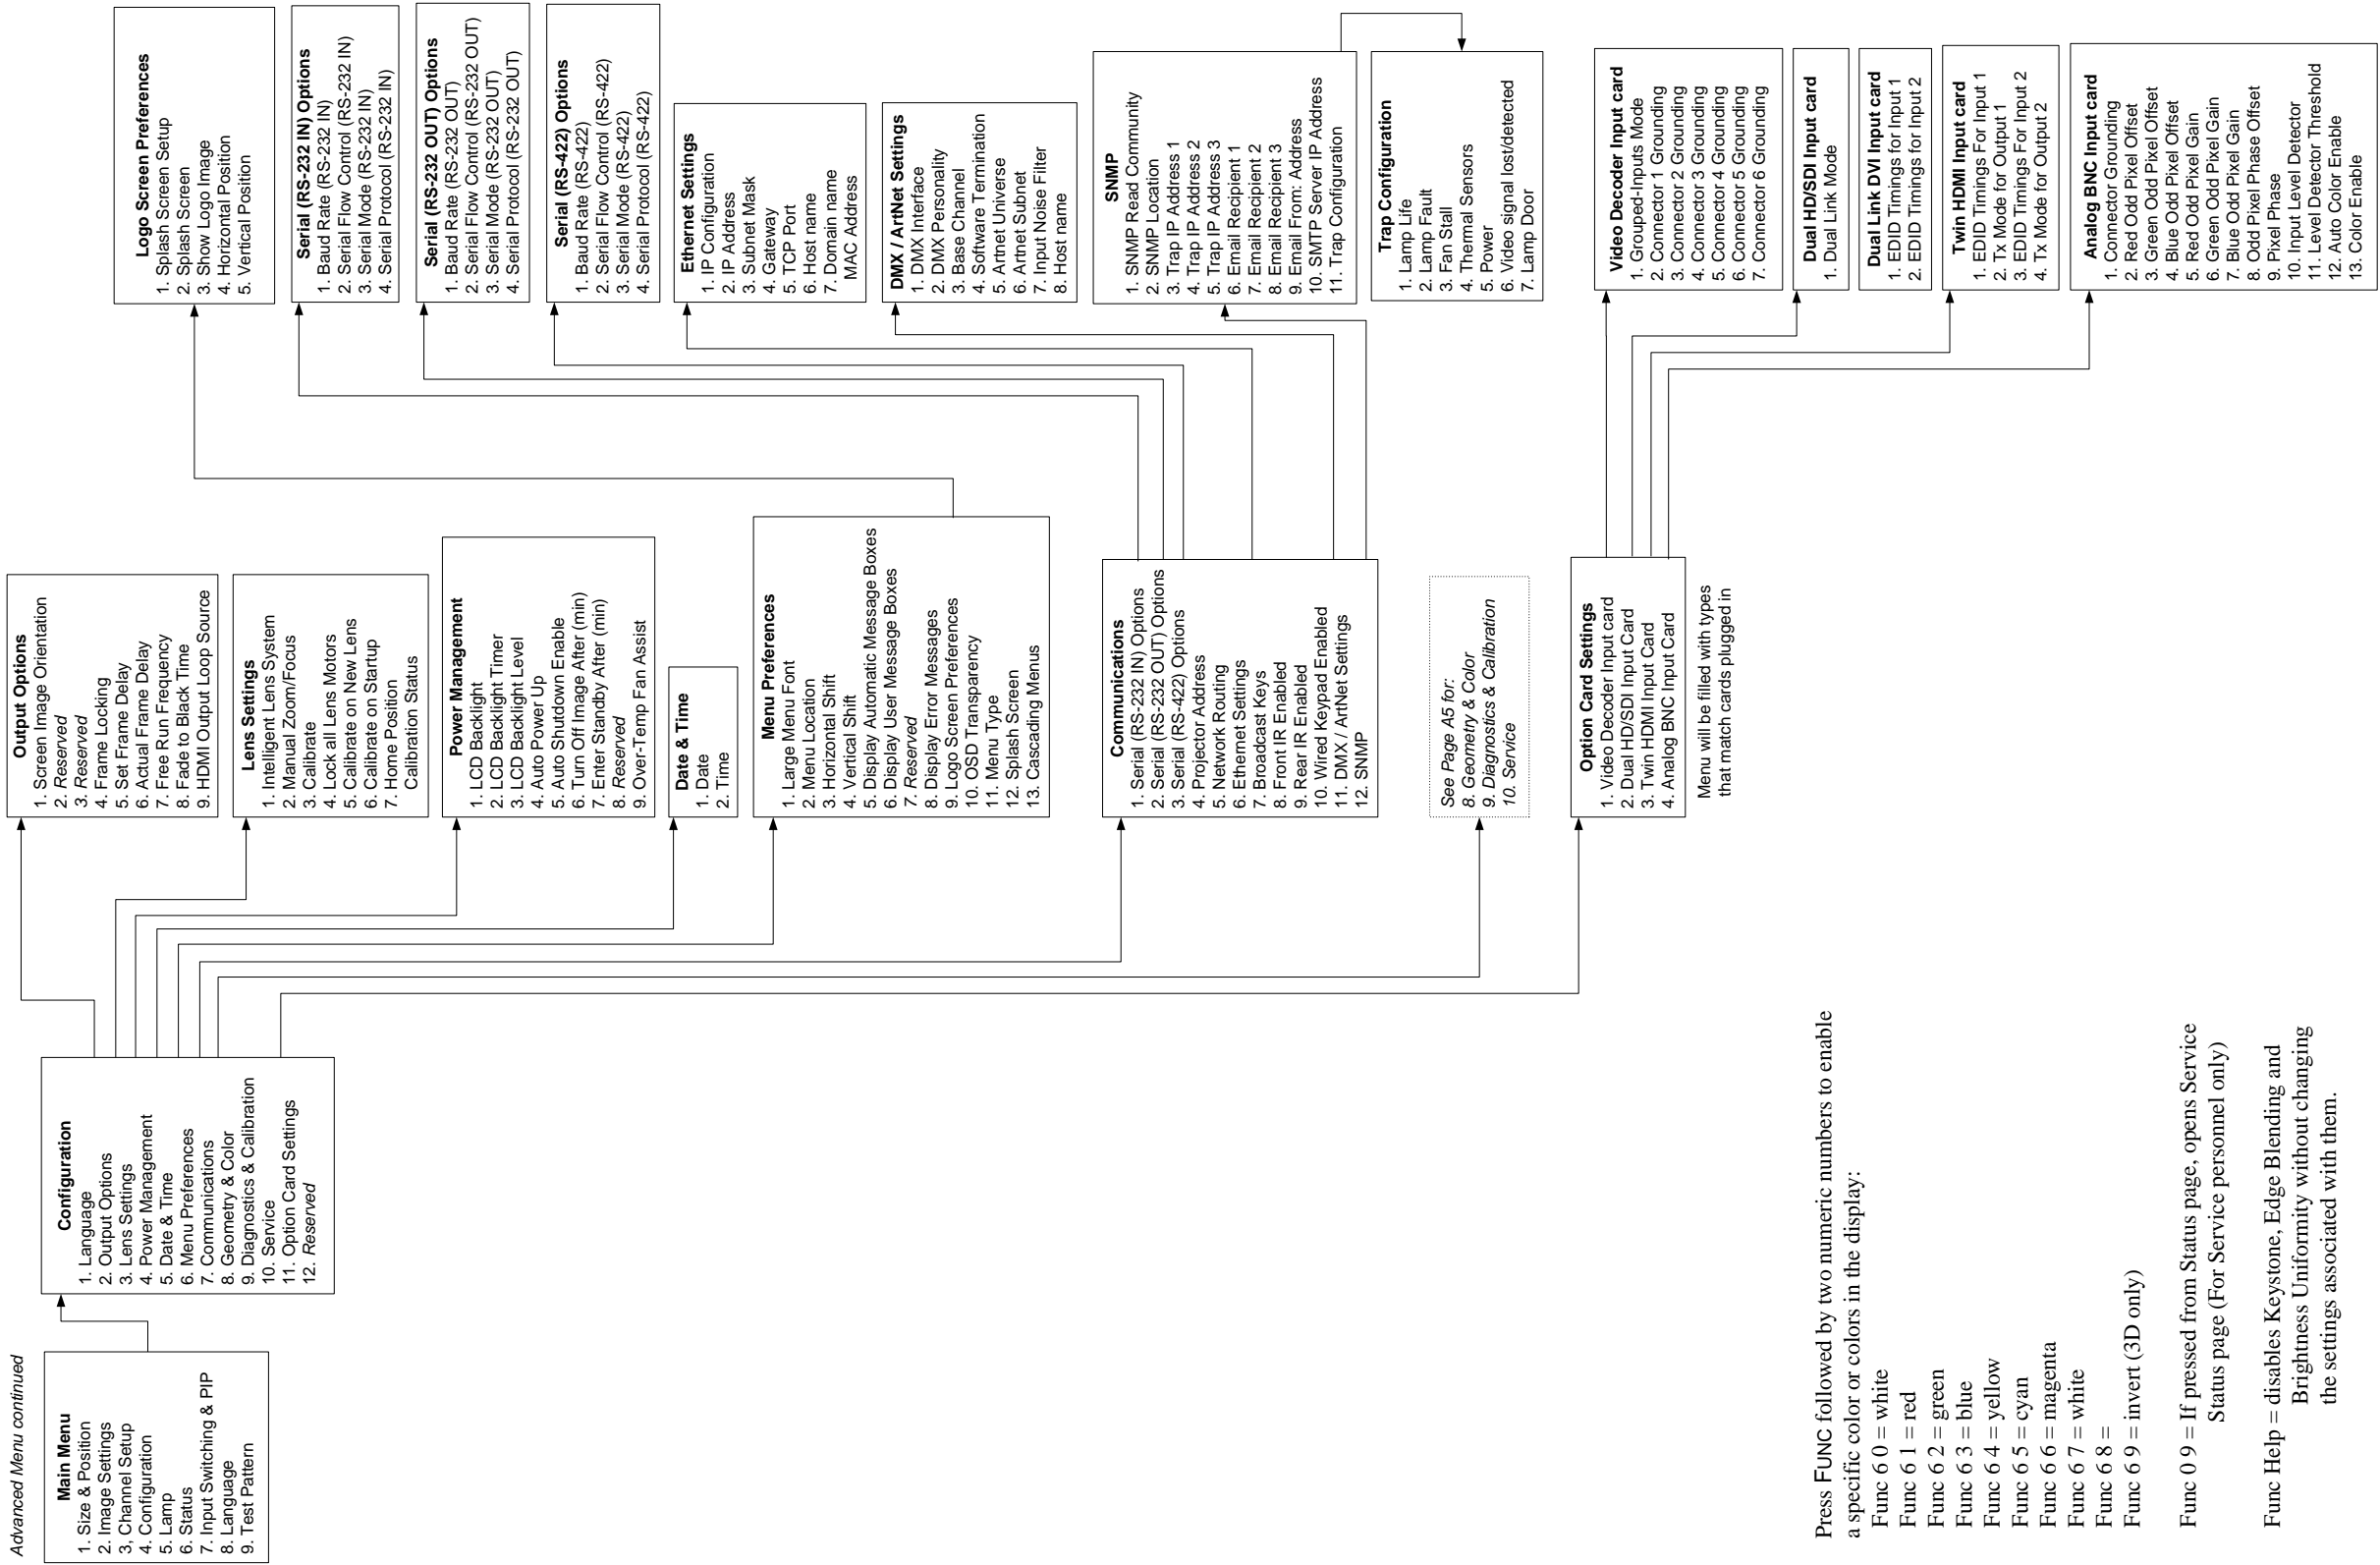 Advanced Menu continued
Main Menu
1. Size & Position
2. Image Settings
3, Channel Setup
4. Configuration
5. Lamp
6. Status
7. Input Switching & PIP
8. Language
9. Test Pattern
Configuration
1. Language
2. Output Options
3. Lens Settings
4. Power Management
5. Date & Time
6. Menu Preferences
7. Communications
8. Geometry & Color
9. Diagnostics & Calibration
10. Service
11. Option Card Settings
12. Reserved
Output Options
1. Screen Image Orientation
2. Reserved
3. Reserved
4. Frame Locking
5. Set Frame Delay
6. Actual Frame Delay
7. Free Run Frequency
8. Fade to Black Time
9. HDMI Output Loop Source
Lens Settings
1. Intelligent Lens System
2. Manual Zoom/Focus
3. Calibrate
4. Lock all Lens Motors
5. Calibrate on New Lens
6. Calibrate on Startup
7. Home Position
Calibration Status
Power Management
1. LCD Backlight
2. LCD Backlight Timer
3. LCD Backlight Level
4. Auto Power Up
5. Auto Shutdown Enable
6. Turn Off Image After (min)
7. Enter Standby After (min)
8. Reserved
9. Over-Temp Fan Assist
Date & Time
1. Date
2. Time
Menu Preferences
1. Large Menu Font
2. Menu Location
3. Horizontal Shift
4. Vertical Shift
5. Display Automatic Message Boxes
6. Display User Message Boxes
7. Reserved
8. Display Error Messages
9. Logo Screen Preferences
10. OSD Transparency
11. Menu Type
12. Splash Screen
13. Cascading Menus
Communications
1. Serial (RS-232 IN) Options
2. Serial (RS-232 OUT) Options
3. Serial (RS-422) Options
4. Projector Address
5. Network Routing
6. Ethernet Settings
7. Broadcast Keys
8. Front IR Enabled
9. Rear IR Enabled
10. Wired Keypad Enabled
11. DMX / ArtNet Settings
12. SNMP
See Page A5 for:
8. Geometry & Color
9. Diagnostics & Calibration
10. Service
Option Card Settings
1. Video Decoder Input card
2. Dual HD/SDI Input Card
3. Twin HDMI Input Card
4. Analog BNC Input Card
Menu will be filled with types
that match cards plugged in
Logo Screen Preferences
1. Splash Screen Setup
2. Splash Screen
3. Show Logo Image
4. Horizontal Position
5. Vertical Position
Serial (RS-232 IN) Options
1. Baud Rate (RS-232 IN)
2. Serial Flow Control (RS-232 IN)
3. Serial Mode (RS-232 IN)
4. Serial Protocol (RS-232 IN)
Serial (RS-232 OUT) Options
1. Baud Rate (RS-232 OUT)
2. Serial Flow Control (RS-232 OUT)
3. Serial Mode (RS-232 OUT)
4. Serial Protocol (RS-232 OUT)
Serial (RS-422) Options
1. Baud Rate (RS-422)
2. Serial Flow Control (RS-422)
3. Serial Mode (RS-422)
4. Serial Protocol (RS-422)
Ethernet Settings
1. IP Configuration
2. IP Address
3. Subnet Mask
4. Gateway
5. TCP Port
6. Host name
7. Domain name
MAC Address
DMX / ArtNet Settings
1. DMX Interface
2. DMX Personality
3. Base Channel
4. Software Termination
5. Artnet Universe
6. Artnet Subnet
7. Input Noise Filter
8. Host name
SNMP
1. SNMP Read Community
2. SNMP Location
3. Trap IP Address 1
4. Trap IP Address 2
5. Trap IP Address 3
6. Email Recipient 1
7. Email Recipient 2
8. Email Recipient 3
9. Email From: Address
10. SMTP Server IP Address
11. Trap Configuration
Trap Configuration
1. Lamp Life
2. Lamp Fault
3. Fan Stall
4. Thermal Sensors
5. Power
6. Video signal lost/detected
7. Lamp Door
Video Decoder Input card
1. Grouped-Inputs Mode
2. Connector 1 Grounding
3. Connector 2 Grounding
4. Connector 3 Grounding
5. Connector 4 Grounding
6. Connector 5 Grounding
7. Connector 6 Grounding
Dual HD/SDI Input card
1. Dual Link Mode
Dual Link DVI Input card
1. EDID Timings for Input 1
2. EDID Timings for Input 2
Twin HDMI Input card
1. EDID Timings For Input 1
2. Tx Mode for Output 1
3. EDID Timings For Input 2
4. Tx Mode for Output 2
Analog BNC Input card
1. Connector Grounding
2. Red Odd Pixel Offset
3. Green Odd Pixel Offset
4. Blue Odd Pixel Offset
5. Red Odd Pixel Gain
6. Green Odd Pixel Gain
7. Blue Odd Pixel Gain
8. Odd Pixel Phase Offset
9. Pixel Phase
10. Input Level Detector
11. Level Detector Threshold
12. Auto Color Enable
13. Color Enable
Press FUNC followed by two numeric numbers to enable
a specific color or colors in the display:
Func 6 0 = white
Func 6 1 = red
Func 6 2 = green
Func 6 3 = blue
Func 6 4 = yellow
Func 6 5 = cyan
Func 6 6 = magenta
Func 6 7 = white
Func 6 8 =
Func 6 9 = invert (3D only)
Func 0 9 = If pressed from Status page, opens Service
Status page (For Service personnel only)
Func Help = disables Keystone, Edge Blending and
Brightness Uniformity without changing
the settings associated with them.